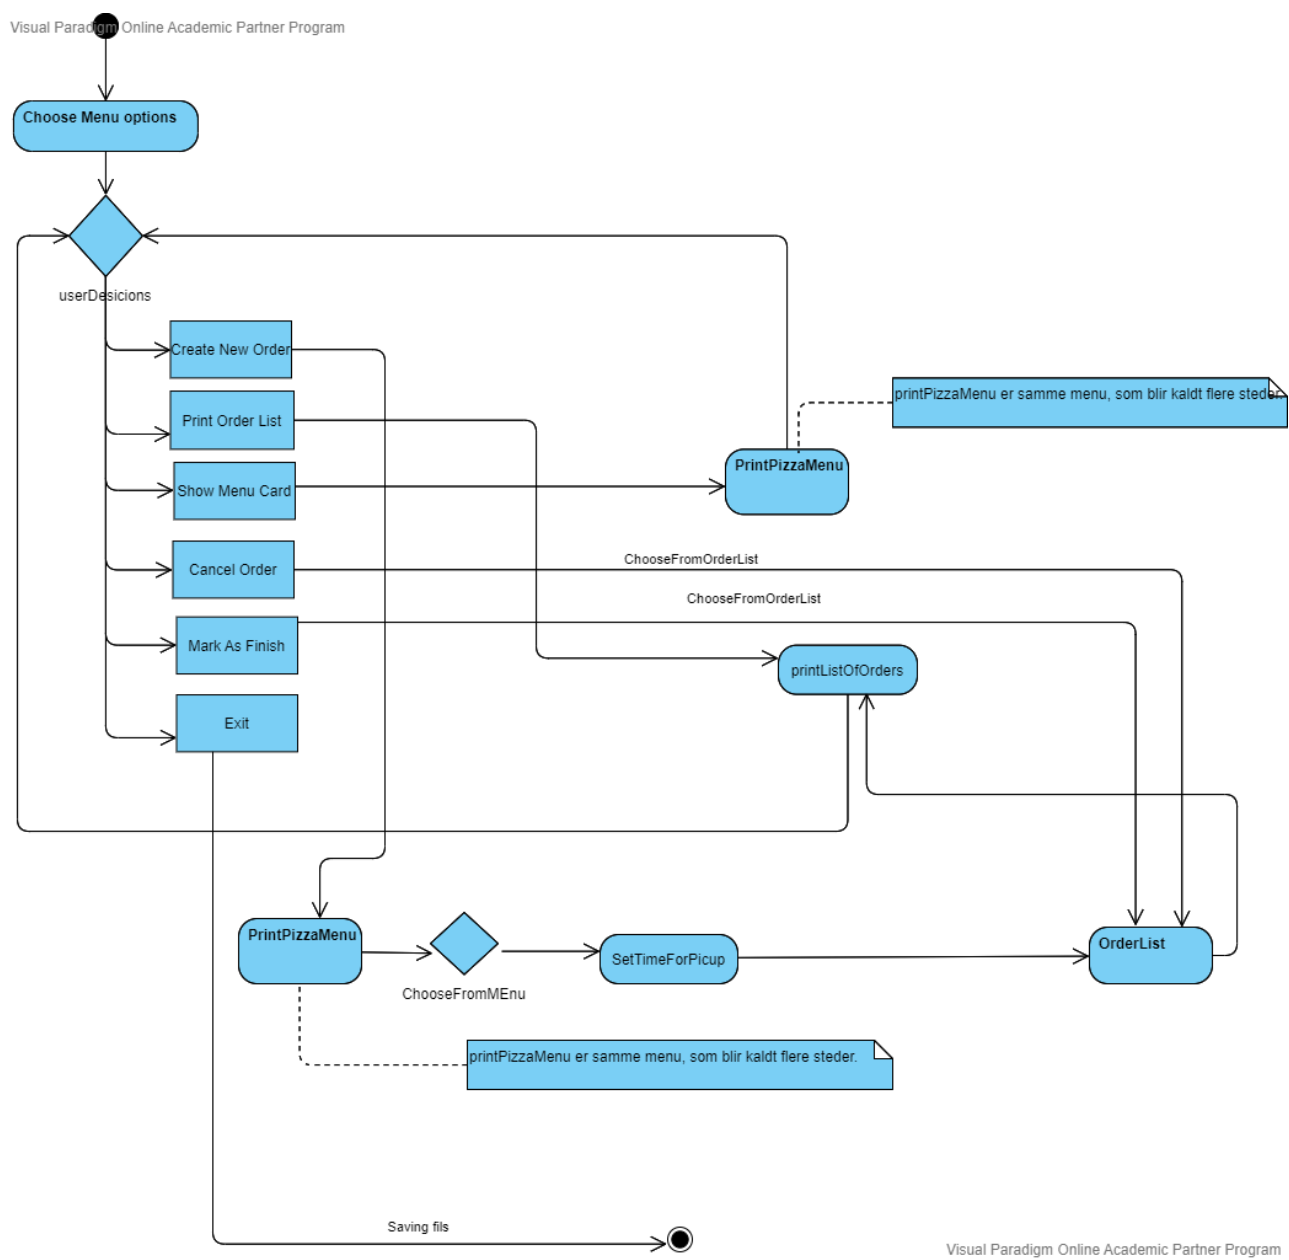 Visual Paradigm Online Academic Partner Program
Choose Menu options
userDesicions
Create New Order
Print Order List
Show Menu Card
Cancel Order
Mark As Finish
Exit
printPizzaMenu er samme menu, som blir kaldt flere steder.
PrintPizzaMenu
ChooseFromOrderList
ChooseFromOrderList
printListOfOrders
PrintPizzaMenu
ChooseFromMEnu
SetTimeForPicup
OrderList
printPizzaMenu er samme menu, som blir kaldt flere steder.
Saving fils
Visual Paradigm Online Academic Partner Program